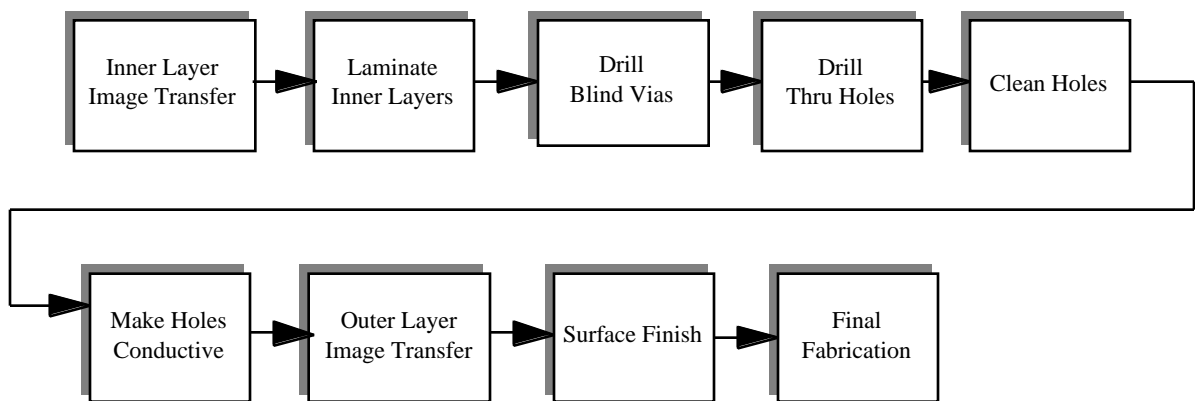 Inner Layer
Image Transfer
Laminate
Inner Layers
Drill
Blind Vias
Drill
Thru Holes
Clean Holes
Make Holes
Conductive
Outer Layer
Image Transfer
Surface Finish
Final
Fabrication